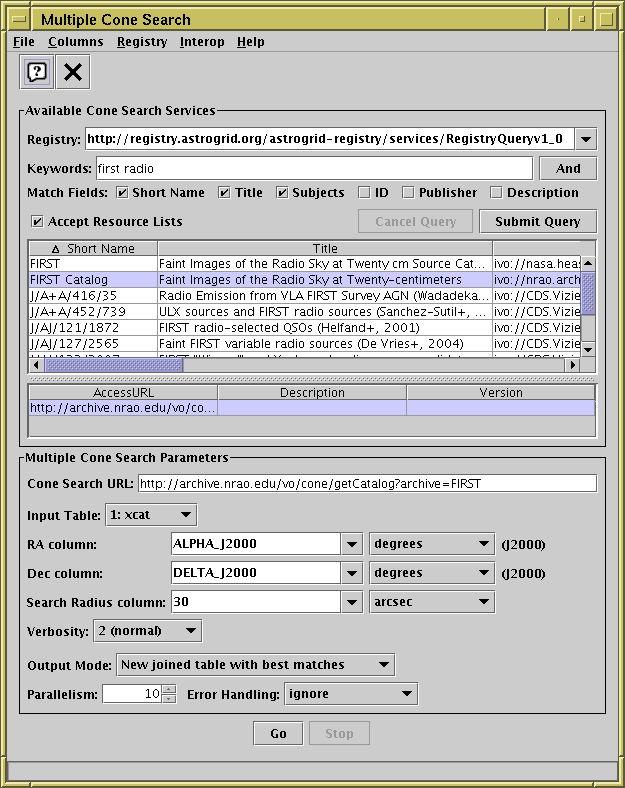 Multiple Cone Search
File Columns Registry Interop Help
Available Cone Search Services
Registry: http://registry.astrogrid.org/astrogrid-registry/services/RegistryQueryv1_0
Keywords: first radio And
Match Fields: Short Name Title Subjects ID Publisher Description
Accept Resource Lists Cancel Query Submit Query
Short Name Title
FIRST Faint Images of the Radio Sky at Twenty cm Source Cat... ivo://nasa.heas
FIRST Catalog Faint Images of the Radio Sky at Twenty-centimeters ivo://nrao.arch
J/A+A/416/35 Radio Emission from VLA FIRST Survey AGN (Wadadeka... ivo://CDS.Vizie
J/A+A/452/739 ULX sources and FIRST radio sources (Sanchez-Sutil+, ... ivo://CDS.Vizie
J/AJ/121/1872 FIRST radio-selected QSOs (Helfand+, 2001) ivo://CDS.Vizie
J/AJ/127/2565 Faint FIRST variable radio sources (De Vries+, 2004) ivo://CDS.Vizie
AccessURL Description Version
http://archive.nrao.edu/vo/co...
Multiple Cone Search Parameters
Cone Search URL: http://archive.nrao.edu/vo/cone/getCatalog?archive=FIRST
Input Table: 1: xcat
RA column: ALPHA_J2000 degrees (J2000)
Dec column: DELTA_J2000 degrees (J2000)
Search Radius column: 30 arcsec
Verbosity: 2 (normal)
Output Mode: New joined table with best matches
Parallelism: 10 Error Handling: ignore
Go Stop